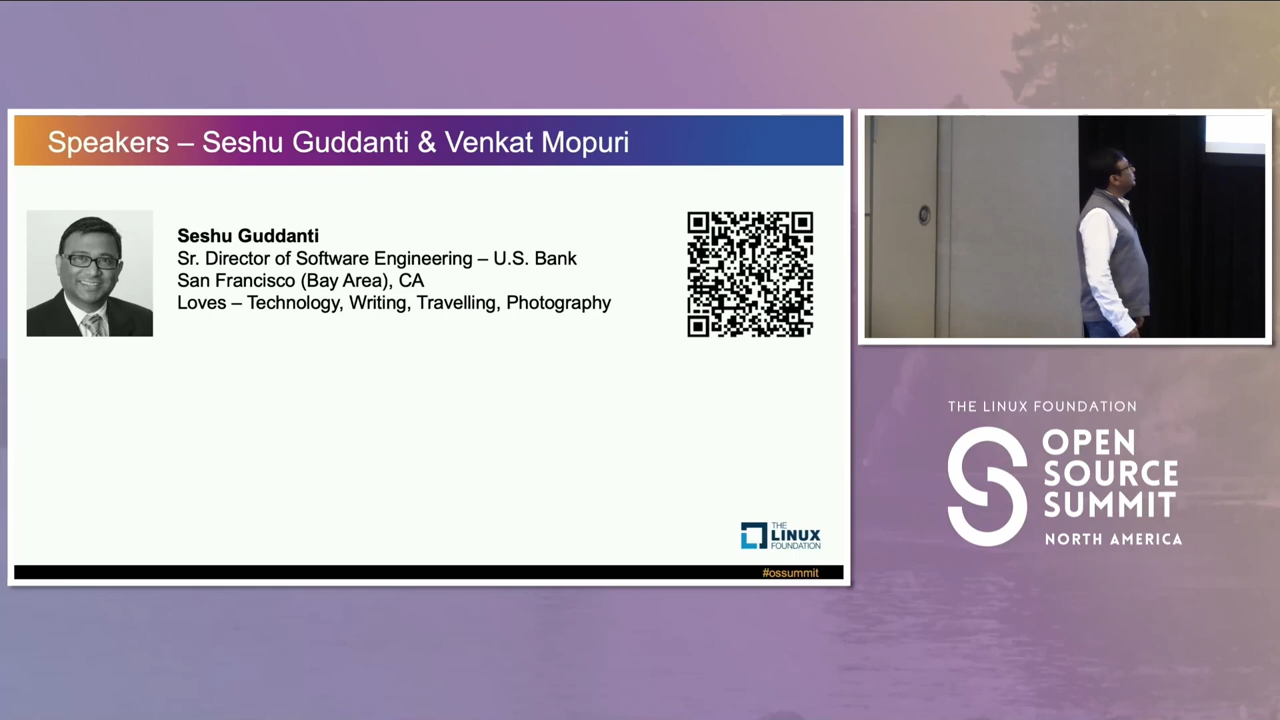 Speakers – Seshu Guddanti & Venkat Mopuri
Seshu Guddanti
Sr. Director of Software Engineering – U.S. Bank
San Francisco (Bay Area), CA
Loves – Technology, Writing, Travelling, Photography
THE
LINUX
FOUNDATION
#ossummit
THE LINUX FOUNDATION
OPEN
SOURCE
SUMMIT
NORTH AMERICA